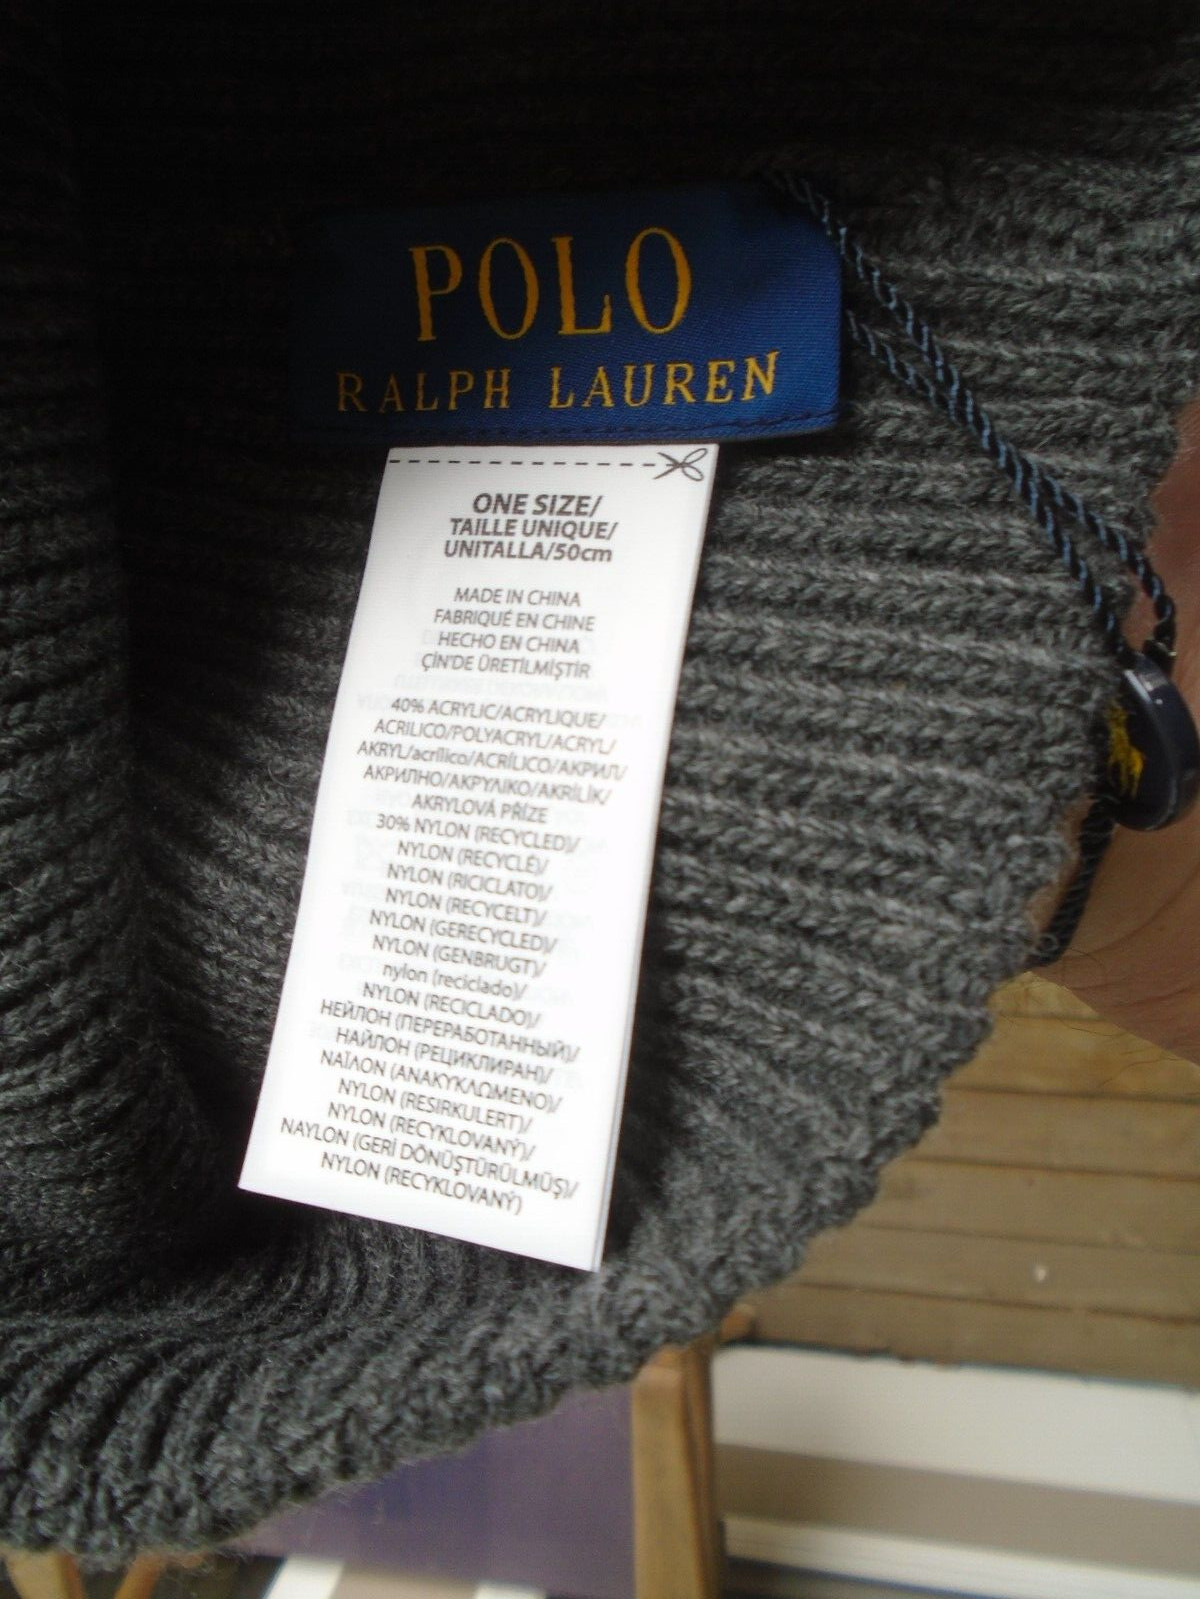 POLO
RALPH LAUREN
ONE SIZE/
TAILLE UNIQUE/
UNITALLA/50cm
MADE IN CHINA
FABRIQUÉ EN CHINE
HECHO EN CHINA
ÇİN'DE ÜRETİLMİŞTİR
40% ACRYLIC/ACRYLIQUE/
ACRILICO/POLYACRYL/ACRYL/
AKRYL/acrílico/ACRÍLICO/АКРИЛ/
АКРИЛНО/ΑΚΡΥΛΙΚΟ/AKRİLİK/
AKRYLOVÁ PŘÍZE
30% NYLON (RECYCLED)/
NYLON (RECYCLÉ)/
NYLON (RICICLATO)/
NYLON (RECYCELT)/
NYLON (GERECYCLED)/
NYLON (GENBRUGT)/
nylon (reciclado)/
NYLON (RECICLADO)/
НЕЙЛОН (ПЕРЕРАБОТАННЫЙ)/
НАЙЛОН (РЕЦИКЛИРАН)/
ΝΑΪΛΟΝ (ΑΝΑΚΥΚΛΩΜΕΝΟ)/
NYLON (RESIRKULERT)/
NYLON (RECYKLOVANÝ)/
NAYLON (GERİ DÖNÜŞTÜRÜLMÜŞ)/
NYLON (RECYKLOVANÝ)